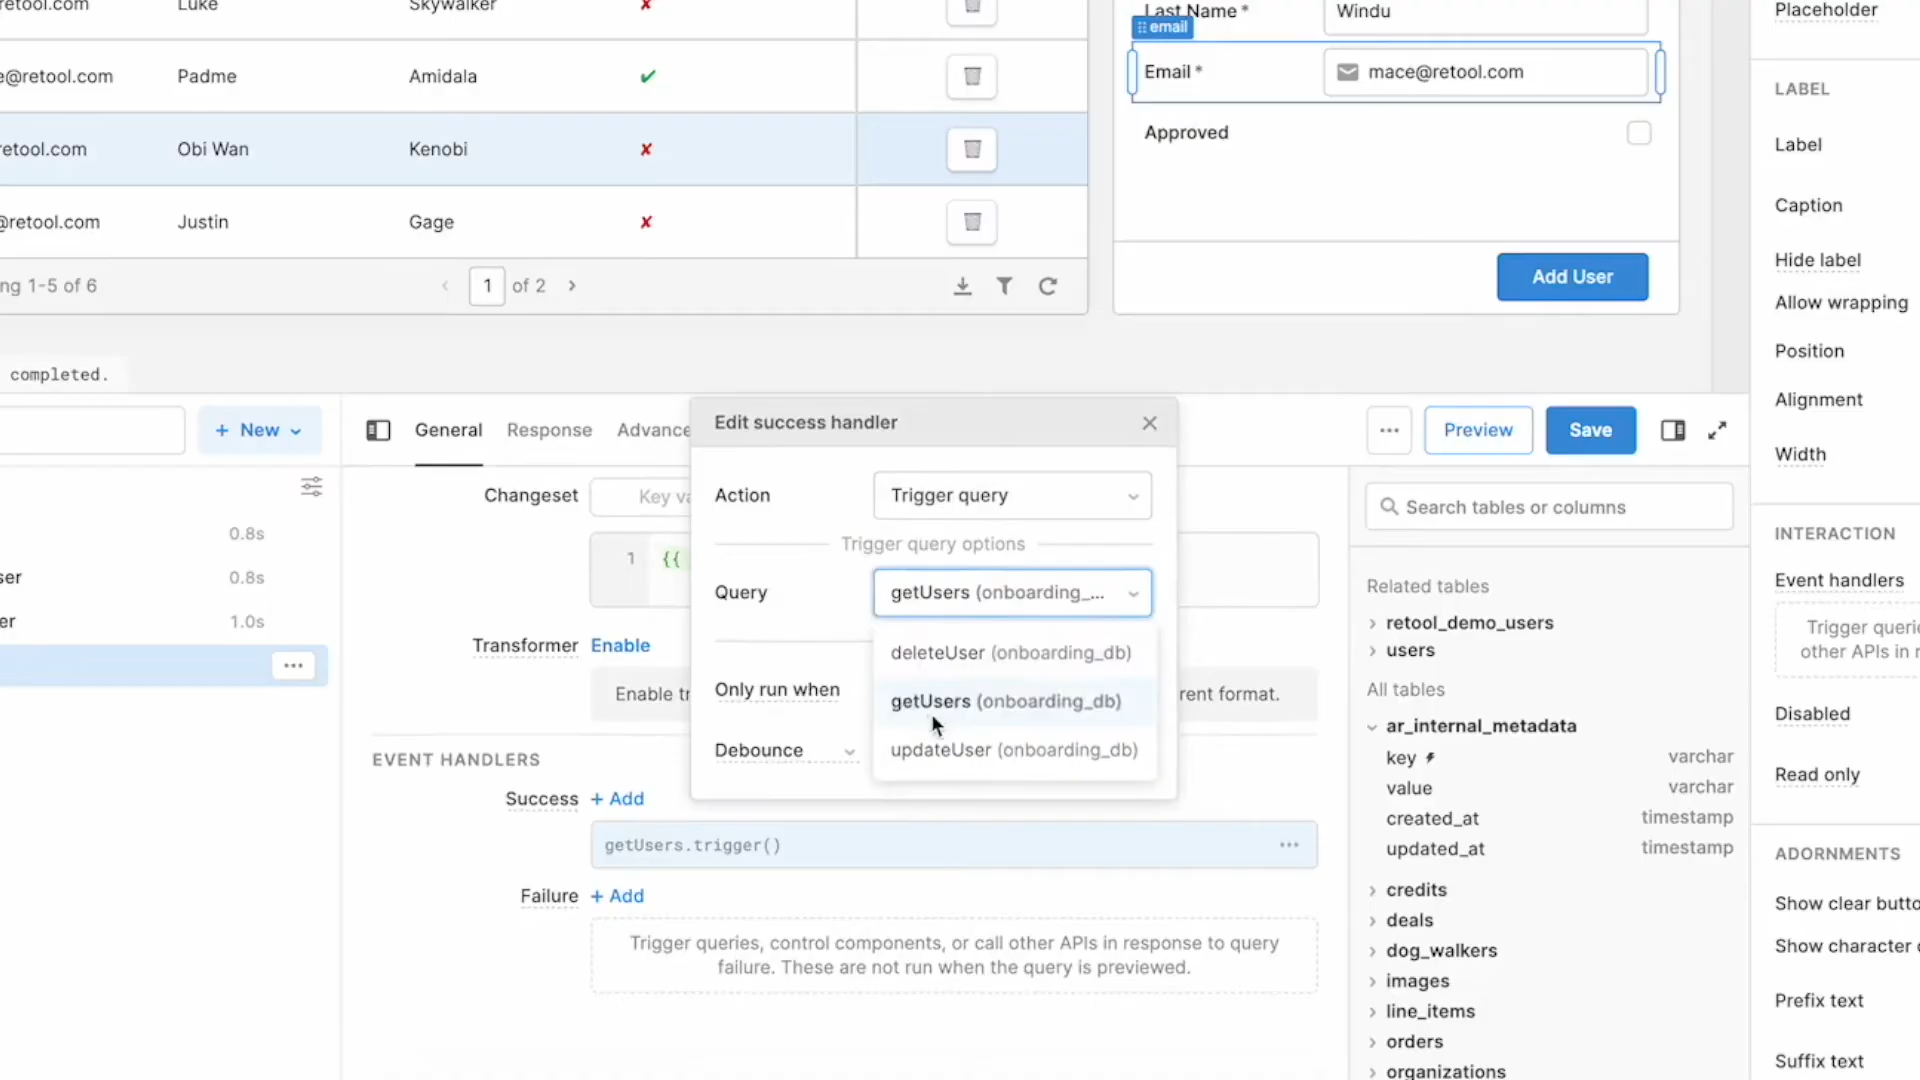 retool.com Luke Skywalker ✘
e@retool.com Padme Amidala ✔
retool.com Obi Wan Kenobi ✘
@retool.com Justin Gage ✘
ng 1-5 of 6 1 of 2
completed.
Last Name * Windu
email
Email * mace@retool.com
Approved
Add User
+ New
0.8s
ser 0.8s
er 1.0s
General Response Advance
Preview Save
Changeset Key va
1 {{
Transformer Enable
Enable tr rent format.
EVENT HANDLERS
Success + Add
getUsers.trigger()
Failure + Add
Trigger queries, control components, or call other APIs in response to query
failure. These are not run when the query is previewed.
Edit success handler
Action Trigger query
Trigger query options
Query getUsers (onboarding_...
deleteUser (onboarding_db)
getUsers (onboarding_db)
updateUser (onboarding_db)
Only run when
Debounce
Search tables or columns
Related tables
retool_demo_users
users
All tables
ar_internal_metadata
key varchar
value varchar
created_at timestamp
updated_at timestamp
credits
deals
dog_walkers
images
line_items
orders
organizations
Placeholder
LABEL
Label
Caption
Hide label
Allow wrapping
Position
Alignment
Width
INTERACTION
Event handlers
Trigger querie
other APIs in r
Disabled
Read only
ADORNMENTS
Show clear butto
Show character c
Prefix text
Suffix text